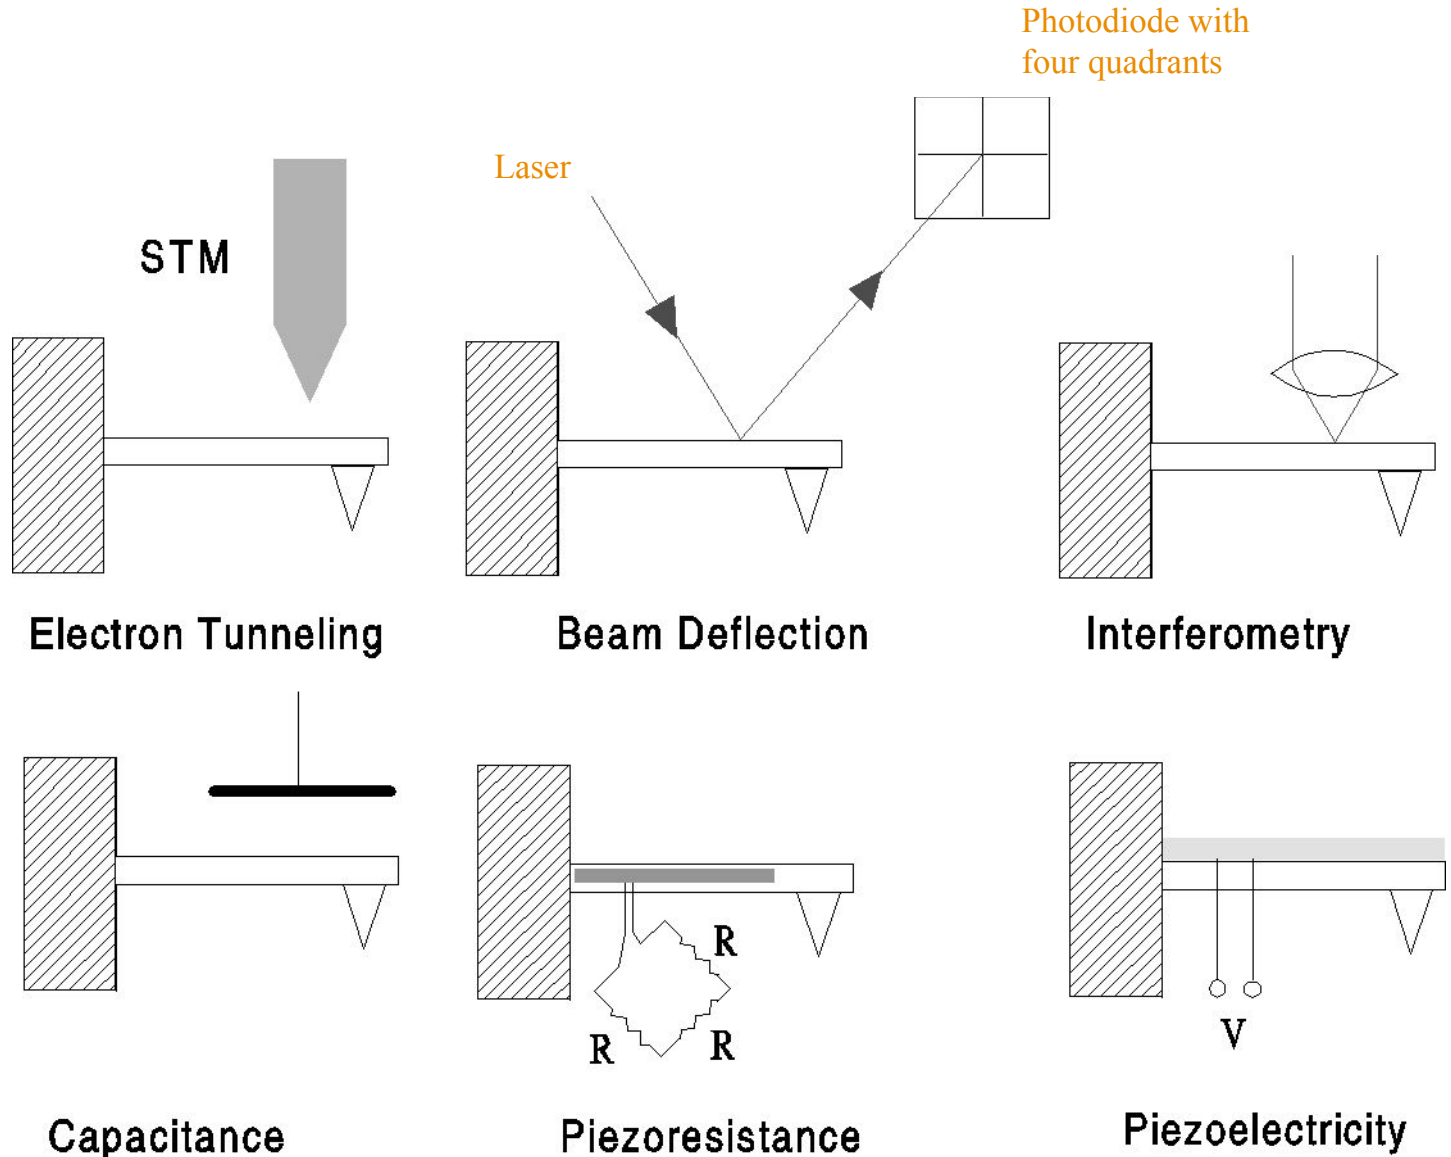 Photodiode with
four quadrants
Laser
STM
Electron Tunneling
Beam Deflection
Interferometry
R
R
R
V
Capacitance
Piezoresistance
Piezoelectricity